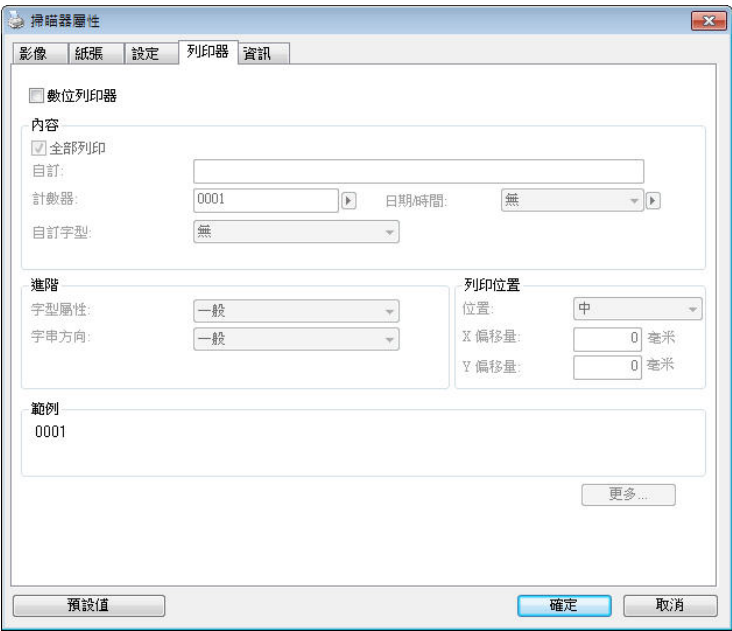 掃瞄器屬性
影像 紙張 設定 列印器 資訊
數位列印器
內容
全部列印
自訂:
計數器: 0001 日期/時間: 無
自訂字型: 無
進階
字型屬性: 一般
字串方向: 一般
列印位置
位置: 中
X 偏移量: 0 毫米
Y 偏移量: 0 毫米
範例
0001
更多...
預設值 確定 取消